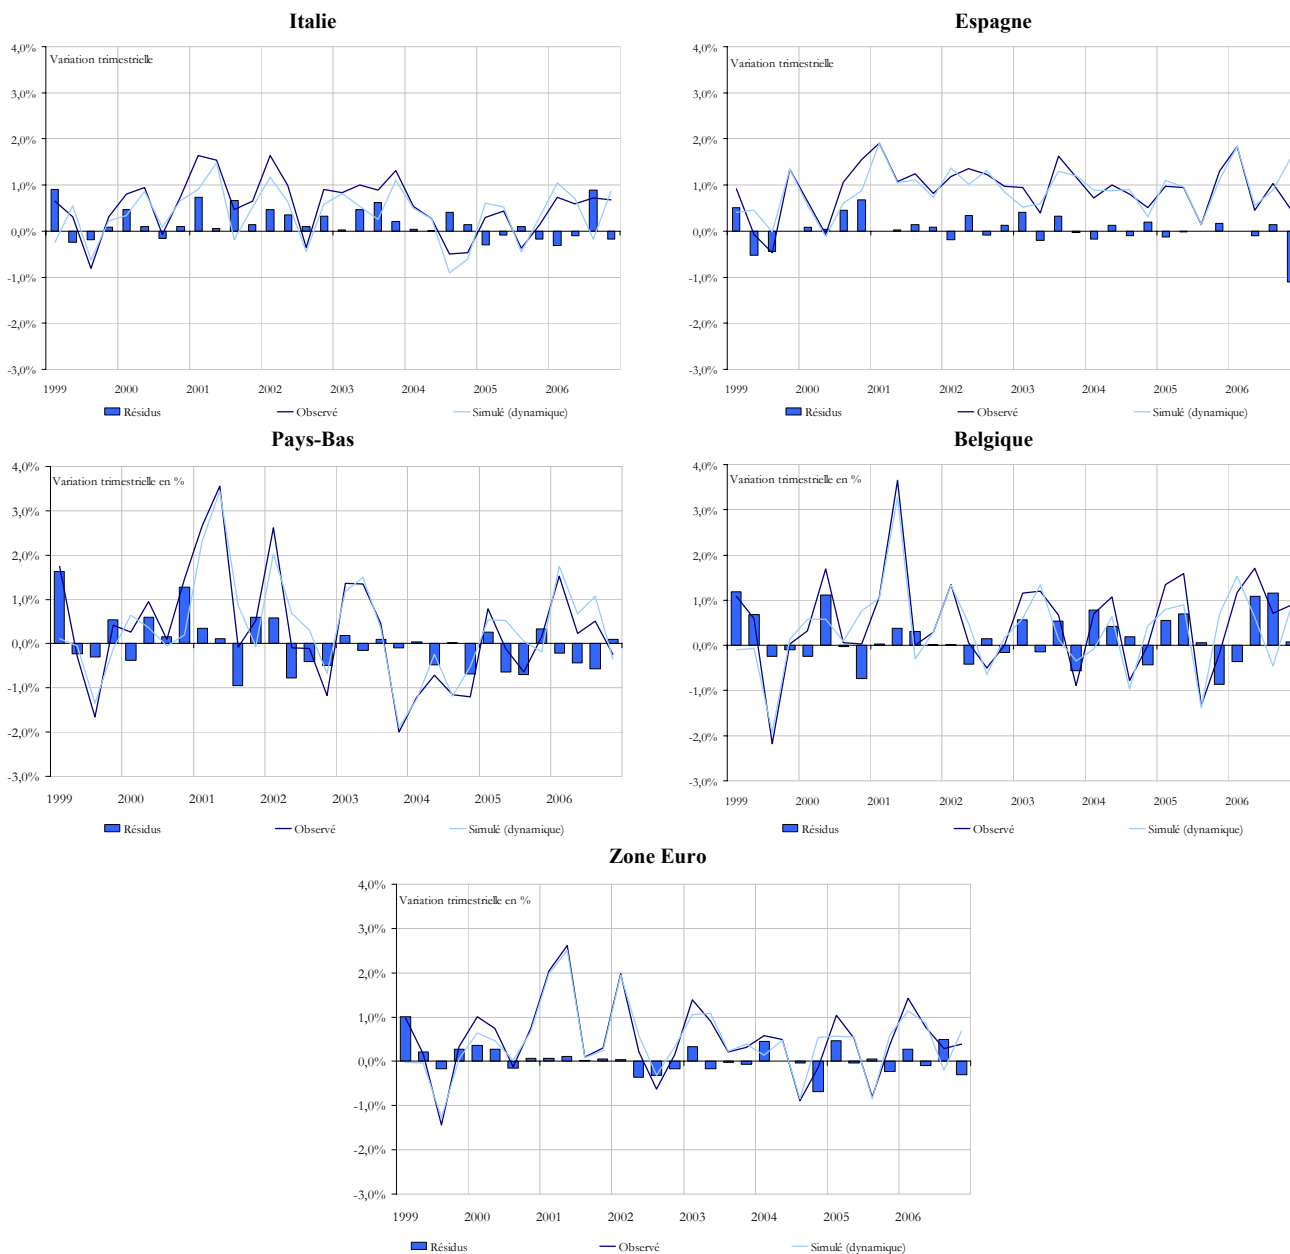 Italie
4,0%
Variation trimestrielle
3,0%
2,0%
1,0%
0,0%
-1,0%
-2,0%
-3,0%
1999 2000 2001 2002 2003 2004 2005 2006
Résidus Observé Simulé (dynamique)
Espagne
4,0%
Variation trimestrielle
3,0%
2,0%
1,0%
0,0%
-1,0%
-2,0%
-3,0%
1999 2000 2001 2002 2003 2004 2005 2006
Résidus Observé Simulé (dynamique)
Pays-Bas
4,0%
Variation trimestrielle en %
3,0%
2,0%
1,0%
0,0%
-1,0%
-2,0%
-3,0%
1999 2000 2001 2002 2003 2004 2005 2006
Résidus Observé Simulé (dynamique)
Belgique
4,0%
Variation trimestrielle en %
3,0%
2,0%
1,0%
0,0%
-1,0%
-2,0%
-3,0%
1999 2000 2001 2002 2003 2004 2005 2006
Résidus Observé Simulé (dynamique)
Zone Euro
4,0%
Variation trimestrielle en %
3,0%
2,0%
1,0%
0,0%
-1,0%
-2,0%
-3,0%
1999 2000 2001 2002 2003 2004 2005 2006
Résidus Observé Simulé (dynamique)